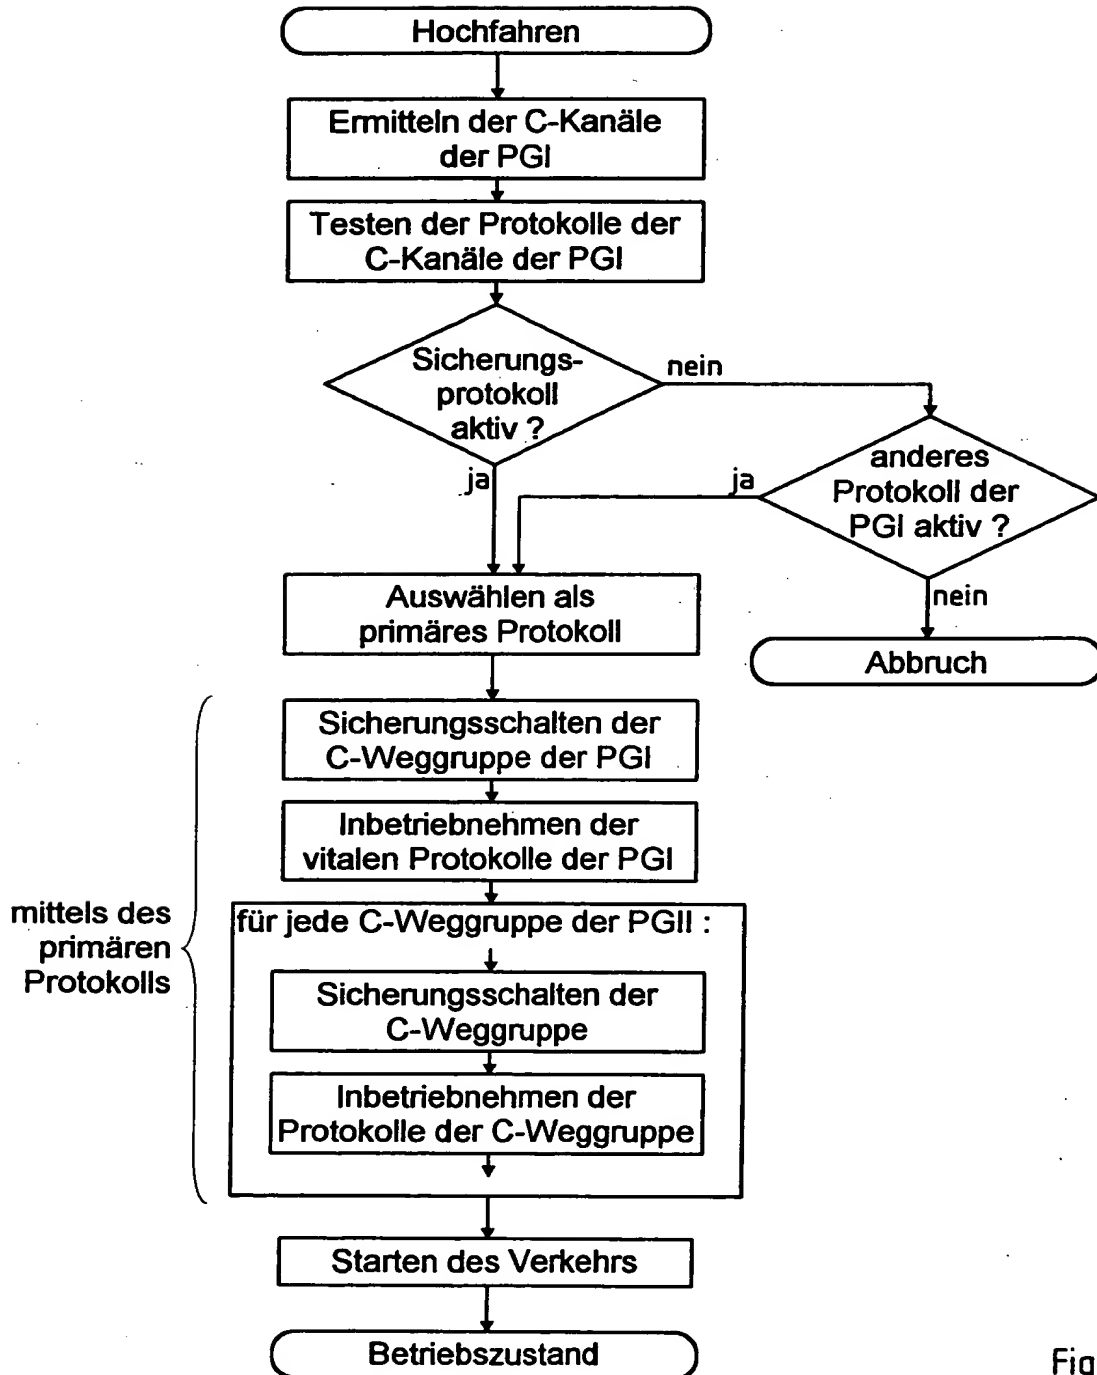 Hochfahren
Ermitteln der C-Kanäle
der PGI
Testen der Protokolle der
C-Kanäle der PGI
Sicherungs-
protokoll
aktiv ?
nein
ja
anderes
Protokoll der
PGI aktiv ?
ja
nein
Abbruch
Auswählen als
primäres Protokoll
Sicherungsschalten der
C-Weggruppe der PGI
Inbetriebnehmen der
vitalen Protokolle der PGI
mittels des
primären
Protokolls
für jede C-Weggruppe der PGII :
Sicherungsschalten der
C-Weggruppe
Inbetriebnehmen der
Protokolle der C-Weggruppe
Starten des Verkehrs
Betriebszustand
Fig